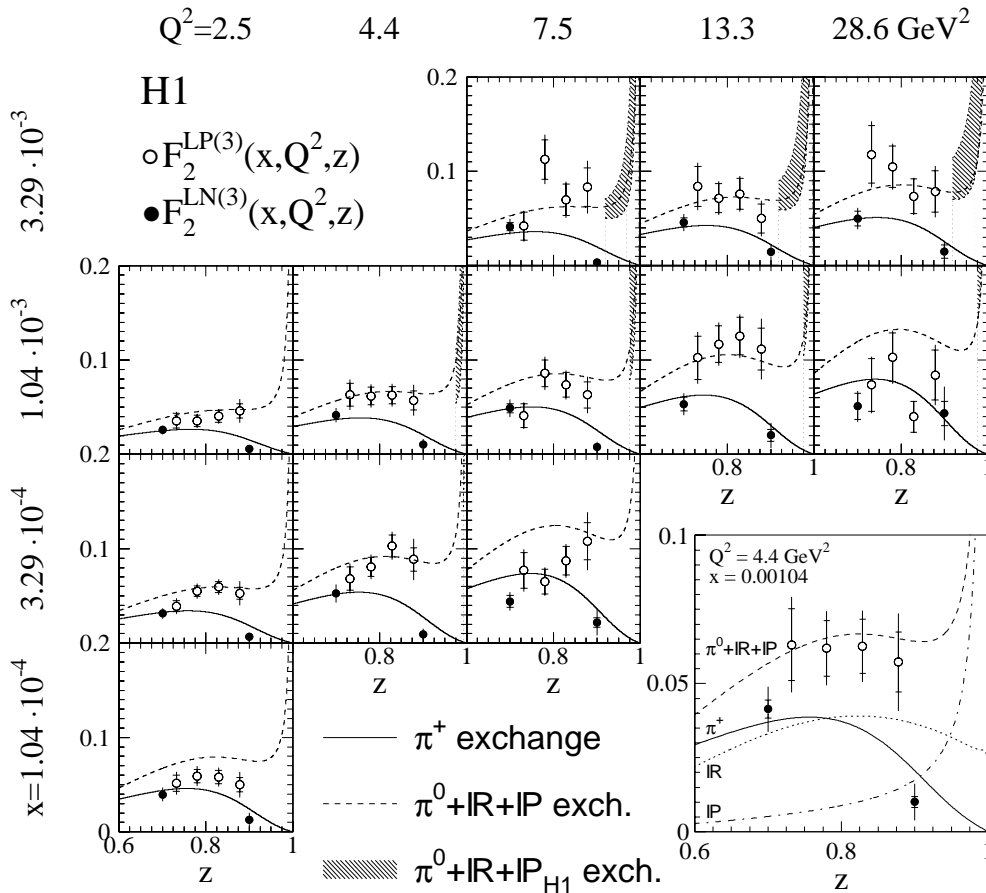 Q²=2.5 4.4 7.5 13.3 28.6 GeV²
H1
F₂^LP(3)(x,Q²,z)
F₂^LN(3)(x,Q²,z)
3.29 ·10⁻³
0.2
0.1
1.04 ·10⁻³
0.2
0.1
0.2
0.8 1 0.8 1
z z
3.29 ·10⁻⁴
0.1
0.2
0.8 1 0.8 1
z z
x=1.04 ·10⁻⁴
0.2
0.1
0
0.6 0.8 1
z
0.1
Q² = 4.4 GeV²
x = 0.00104
π⁰+IR+IP
0.05
π⁺
IR
IP
0
0.6 0.8 1
z
π⁺ exchange
π⁰+IR+IP exch.
π⁰+IR+IP_H1 exch.